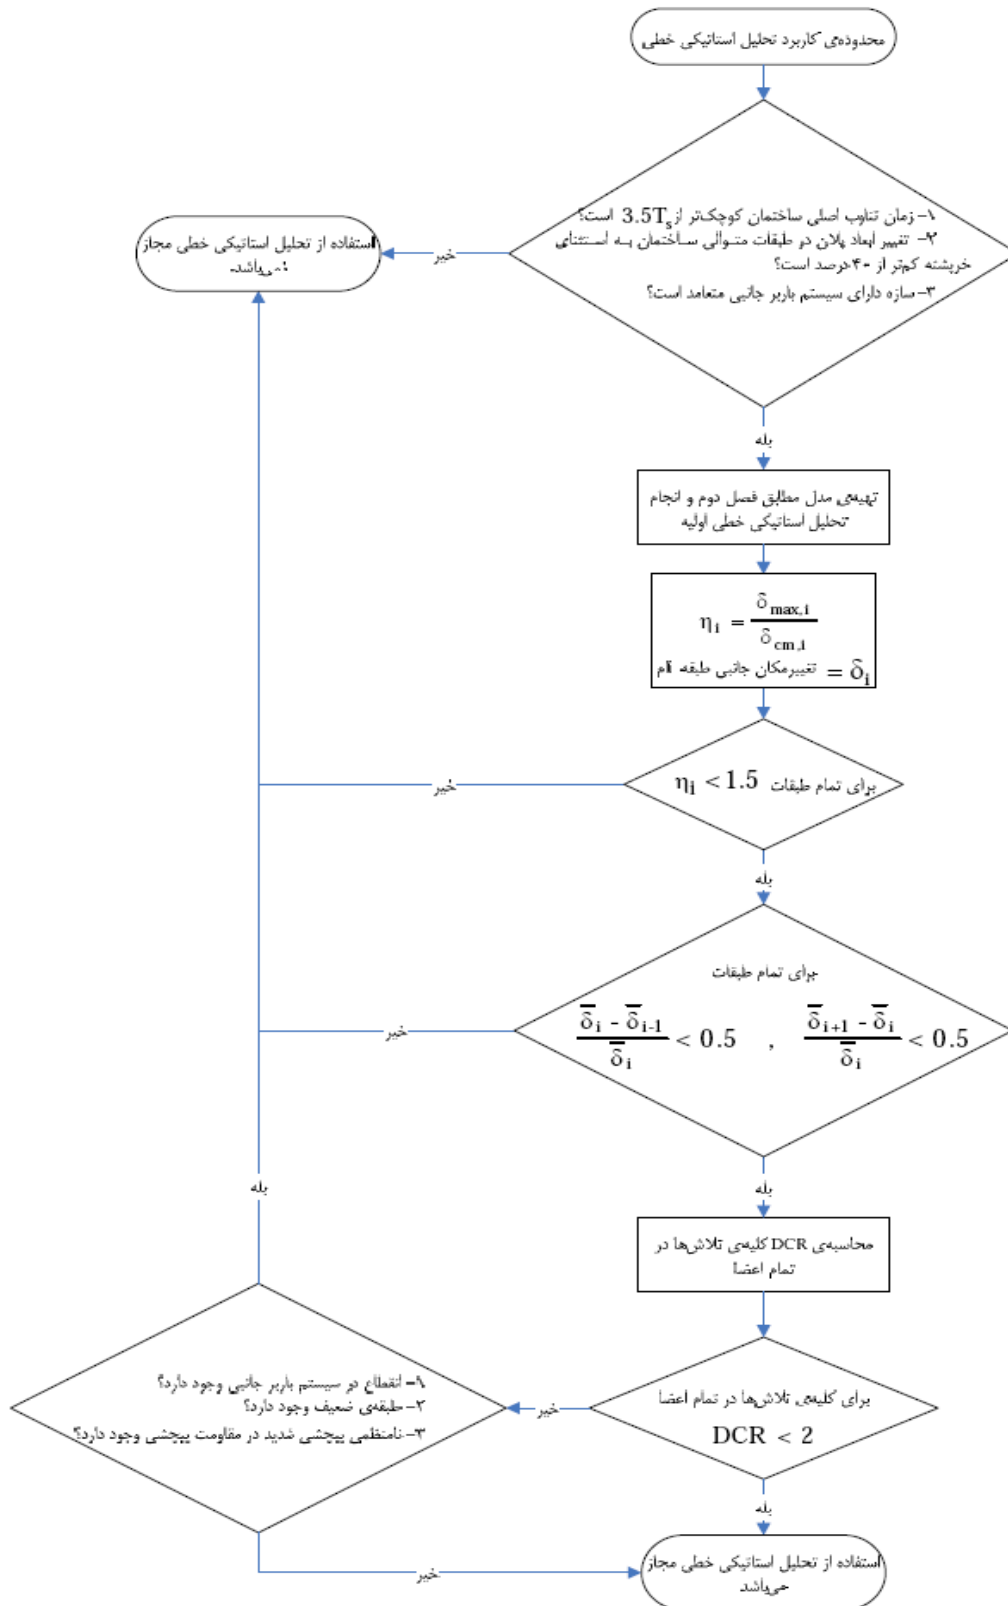 محدوده‌ی کاربرد تحلیل استاتیکی خطی
۱- زمان تناوب اصلی ساختمان کوچک‌تر از 3.5Ts است؟
۲- تغییر ابعاد پلان در طبقات متوالی ساختمان به استثنای
خرپشته کم‌تر از ۴۰ درصد است؟
۳- سازه دارای سیستم باربر جانبی متعامد است؟
خیر
استفاده از تحلیل استاتیکی خطی مجاز
نمی‌باشد.
بله
تهیه‌ی مدل مطابق فصل دوم و انجام
تحلیل استاتیکی خطی اولیه
ηi = δmax,i / δcm,i
تغییرمکان جانبی طبقه iام = δi
برای تمام طبقات ηi < 1.5
خیر
بله
برای تمام طبقات
(δ̅i - δ̅i-1) / δ̅i < 0.5 , (δ̅i+1 - δ̅i) / δ̅i < 0.5
خیر
بله
محاسبه‌ی DCR کلیه‌ی تلاش‌ها در
تمام اعضا
برای کلیه‌ی تلاش‌ها در تمام اعضا
DCR < 2
خیر
۱- انقطاع در سیستم باربر جانبی وجود دارد؟
۲- طبقه‌ی ضعیف وجود دارد؟
۳- نامنظمی پیچشی شدید در مقاومت پیچشی وجود دارد؟
بله
خیر
بله
استفاده از تحلیل استاتیکی خطی مجاز
می‌باشد.